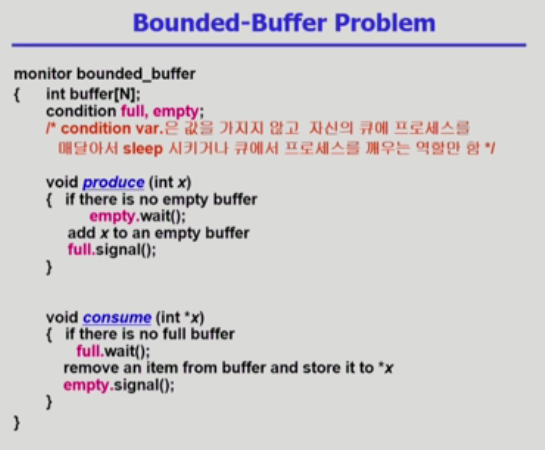 Bounded-Buffer Problem
monitor bounded_buffer
{ int buffer[N];
condition full, empty;
/* condition var.은 값을 가지지 않고 자신의 큐에 프로세스를
매달아서 sleep 시키거나 큐에서 프로세스를 깨우는 역할만 함 */
void produce (int x)
{ if there is no empty buffer
empty.wait();
add x to an empty buffer
full.signal();
}
void consume (int *x)
{ if there is no full buffer
full.wait();
remove an item from buffer and store it to *x
empty.signal();
}
}